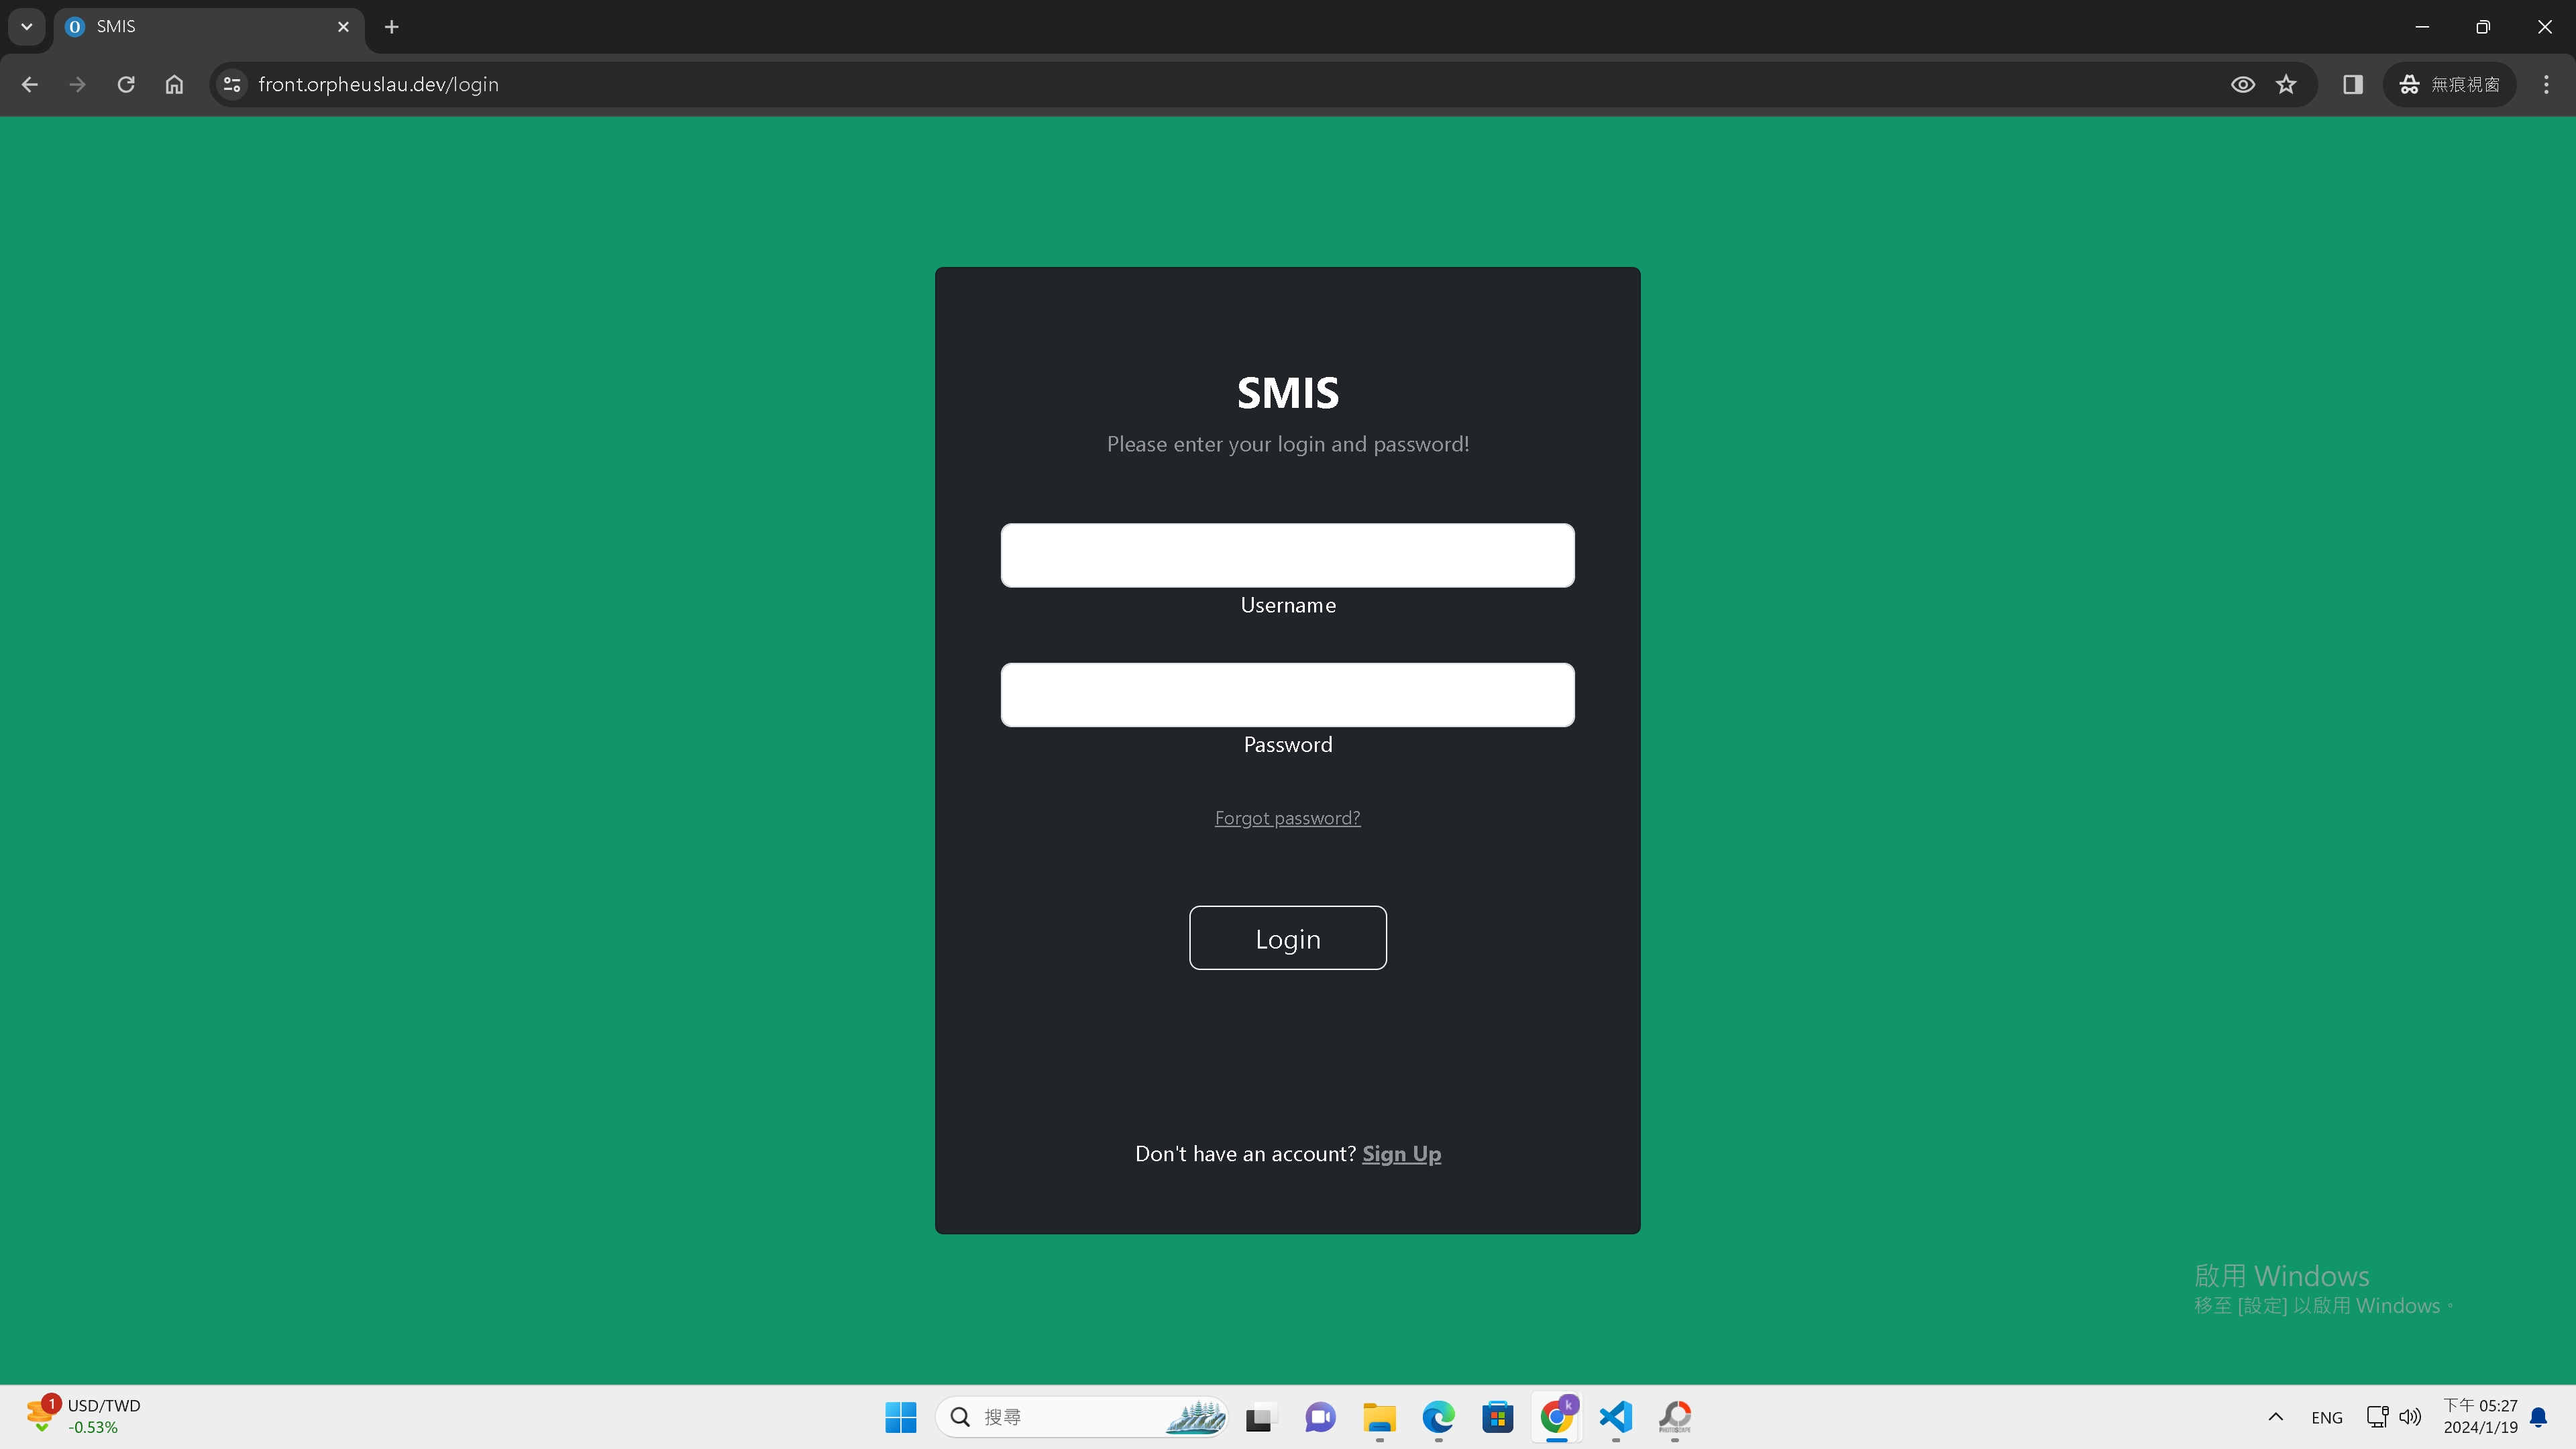 SMIS
front.orpheuslau.dev/login
無痕視窗
SMIS
Please enter your login and password!
Username
Password
Forgot password?
Login
Don't have an account? Sign Up
啟用 Windows
移至 [設定] 以啟用 Windows。
1
USD/TWD
-0.53%
搜尋
k
PHOTOSCAPE
ENG
下午 05:27
2024/1/19